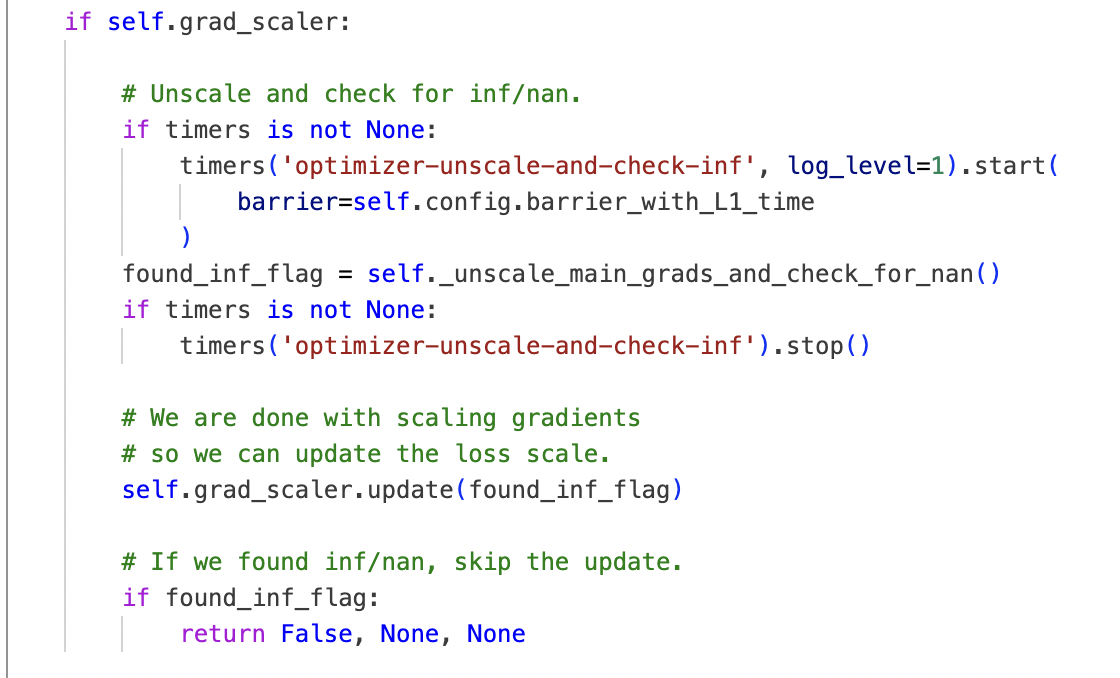 if self.grad_scaler:
# Unscale and check for inf/nan.
if timers is not None:
timers('optimizer-unscale-and-check-inf', log_level=1).start(
barrier=self.config.barrier_with_L1_time
)
found_inf_flag = self._unscale_main_grads_and_check_for_nan()
if timers is not None:
timers('optimizer-unscale-and-check-inf').stop()
# We are done with scaling gradients
# so we can update the loss scale.
self.grad_scaler.update(found_inf_flag)
# If we found inf/nan, skip the update.
if found_inf_flag:
return False, None, None